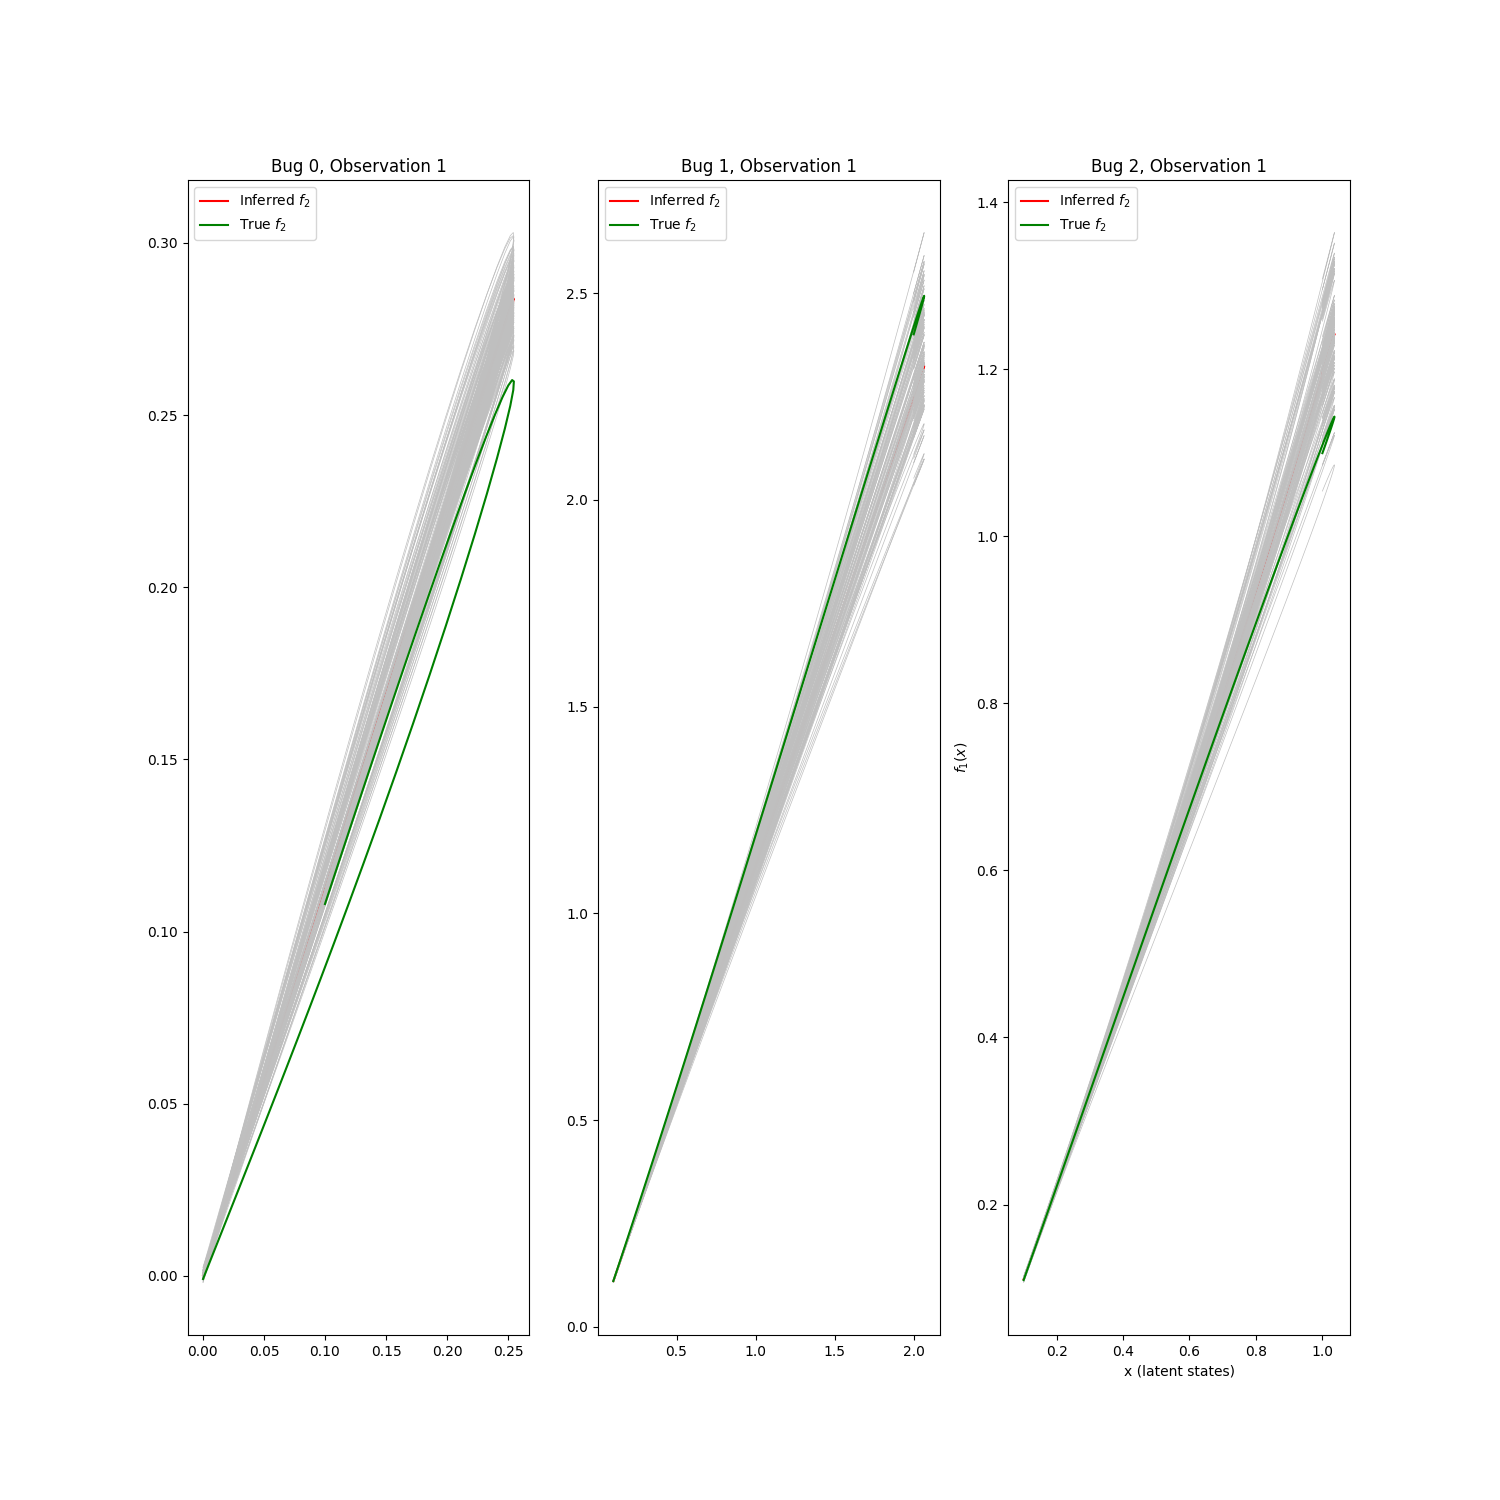 Bug 0, Observation 1
Inferred f₂
True f₂
0.30
0.25
0.20
0.15
0.10
0.05
0.00
0.00 0.05 0.10 0.15 0.20 0.25
Bug 1, Observation 1
Inferred f₂
True f₂
2.5
2.0
1.5
1.0
0.5
0.0
0.5 1.0 1.5 2.0
Bug 2, Observation 1
Inferred f₂
True f₂
f₁(x)
1.4
1.2
1.0
0.8
0.6
0.4
0.2
0.2 0.4 0.6 0.8 1.0
x (latent states)